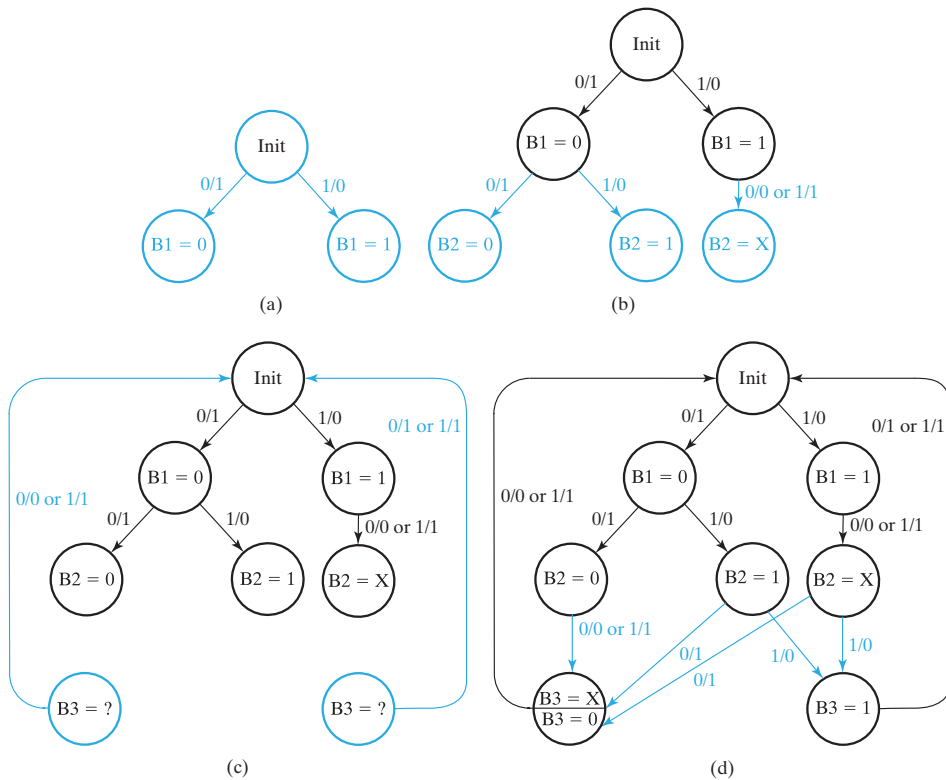 Init
0/1
1/0
B1 = 0
B1 = 1
(a)
Init
0/1
1/0
B1 = 0
B1 = 1
0/1
1/0
0/0 or 1/1
B2 = 0
B2 = 1
B2 = X
(b)
Init
0/1
1/0
0/1 or 1/1
B1 = 0
B1 = 1
0/0 or 1/1
0/1
1/0
0/0 or 1/1
B2 = 0
B2 = 1
B2 = X
B3 = ?
B3 = ?
(c)
Init
0/1
1/0
0/1 or 1/1
B1 = 0
B1 = 1
0/0 or 1/1
0/1
1/0
0/0 or 1/1
B2 = 0
B2 = 1
B2 = X
0/0 or 1/1
0/1
1/0
1/0
0/1
B3 = X
B3 = 0
B3 = 1
(d)